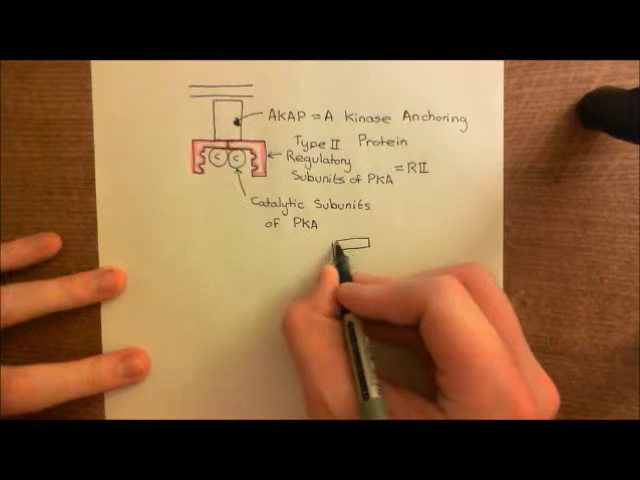 AKAP = A Kinase Anchoring
Protein
Type II
Regulatory
Subunits of PKA = RII
C C
Catalytic Subunits
of PKA